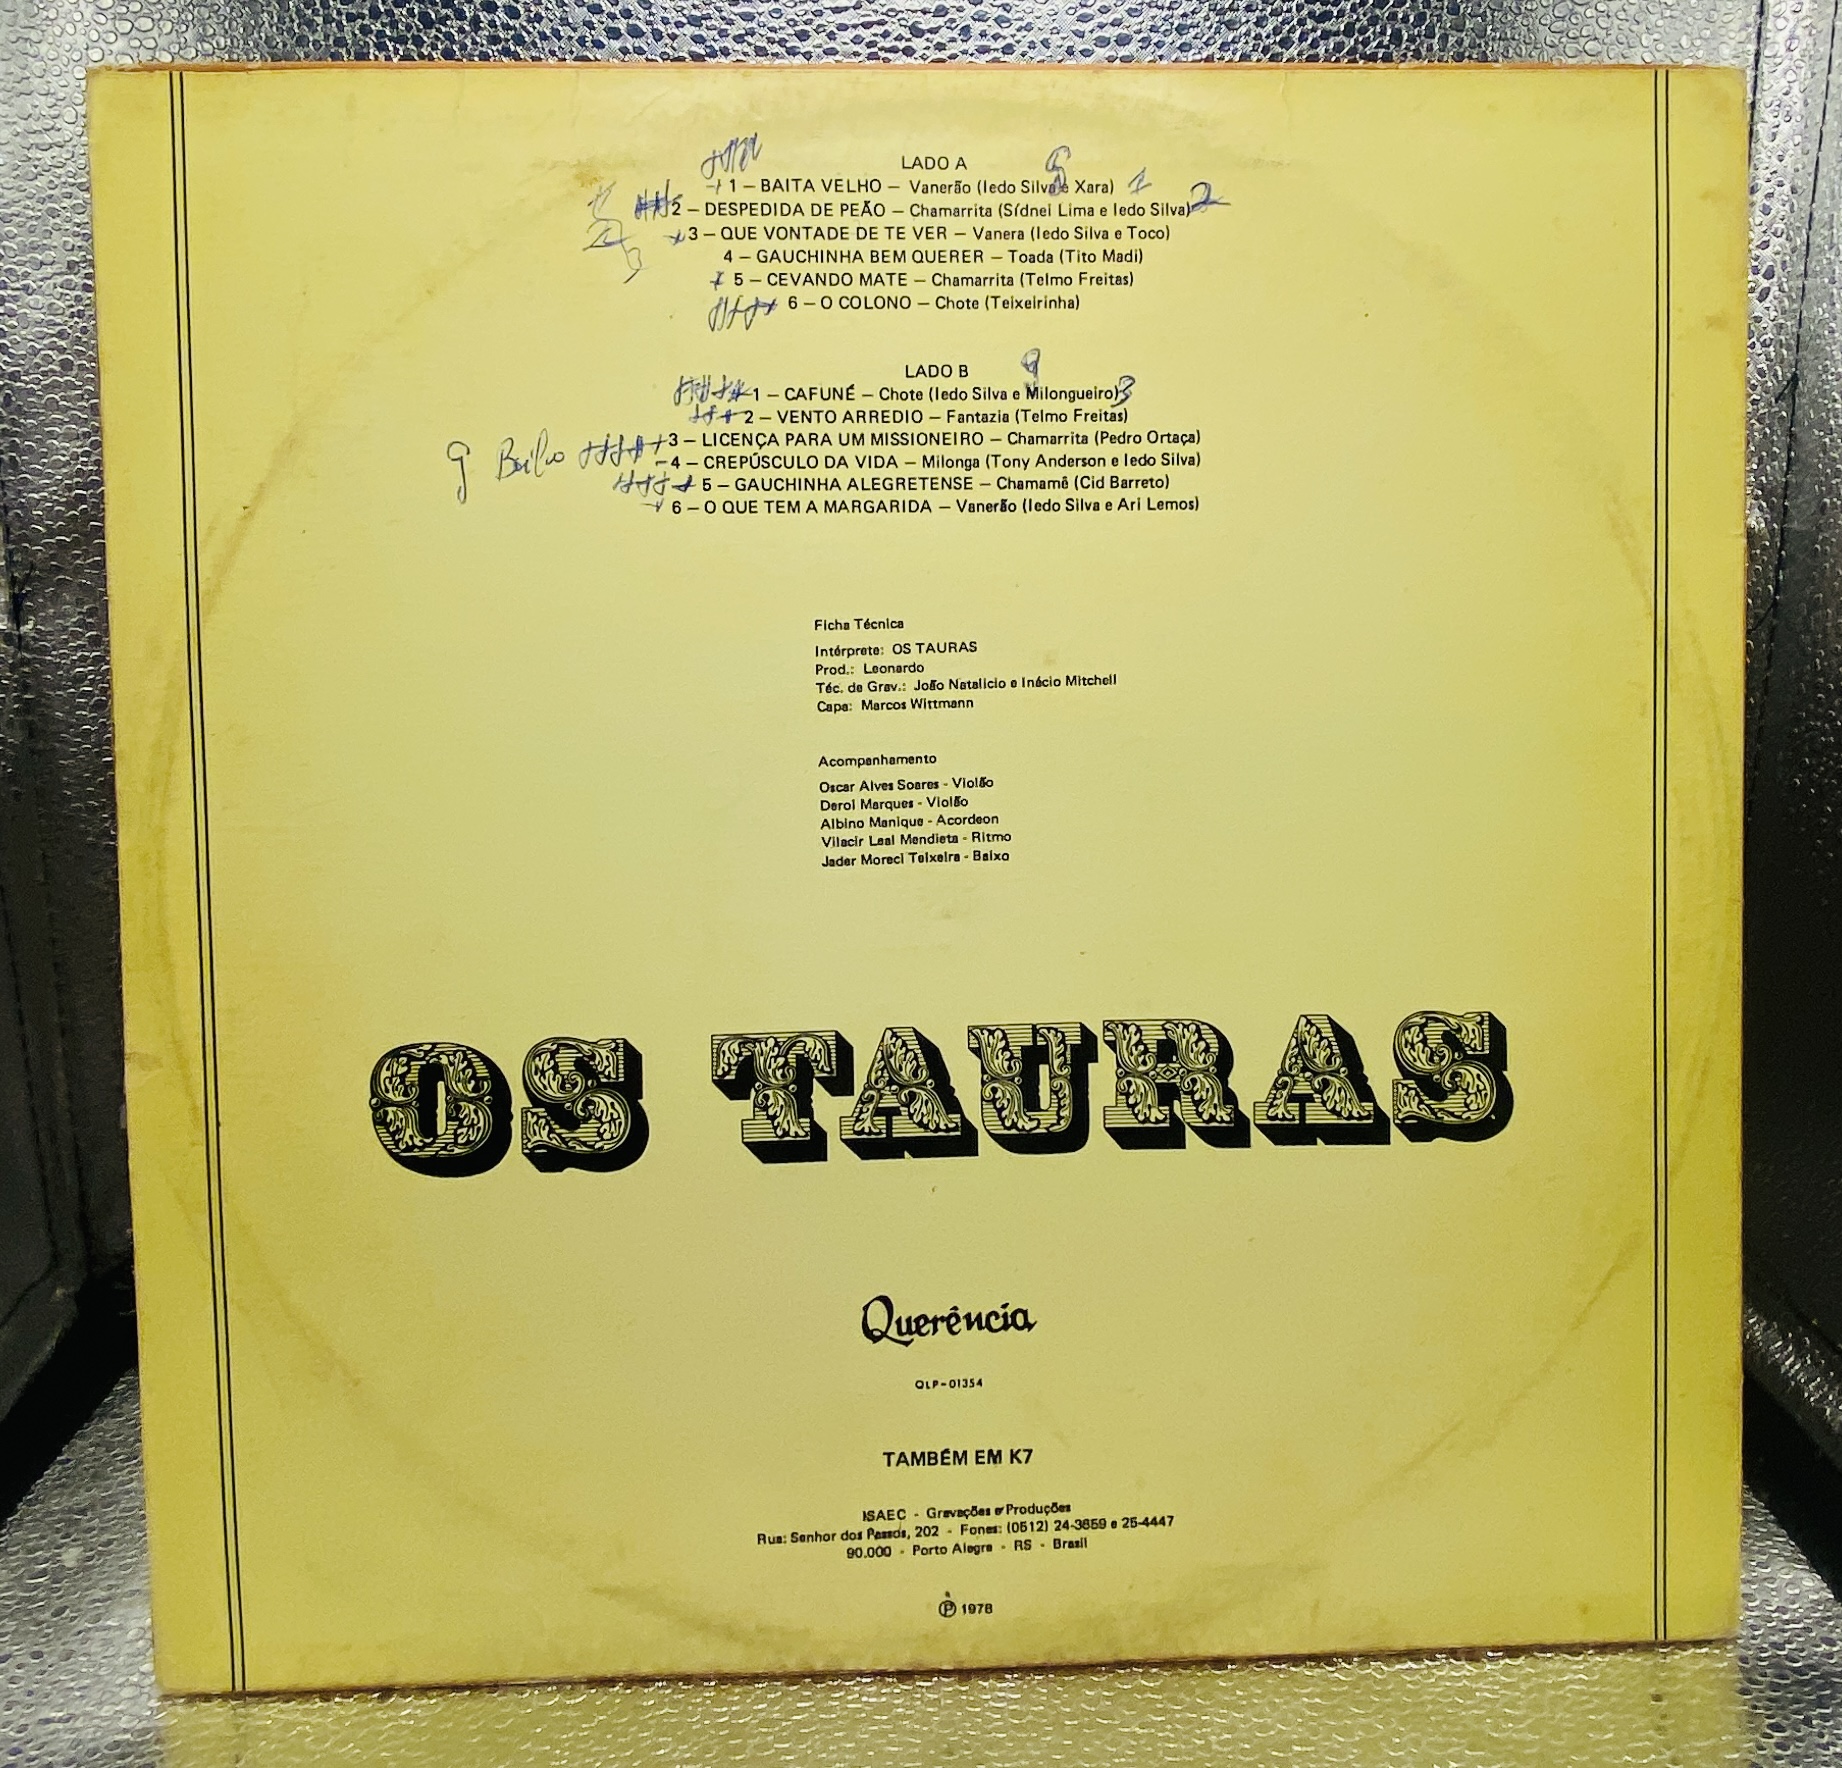 LADO A
1 – BAITA VELHO – Vanerão (Iedo Silva e Xara) 1
2 – DESPEDIDA DE PEÃO – Chamarrita (Sídnei Lima e Iedo Silva) 2
3 – QUE VONTADE DE TE VER – Vanera (Iedo Silva e Toco)
4 – GAUCHINHA BEM QUERER – Toada (Tito Madi)
5 – CEVANDO MATE – Chamarrita (Telmo Freitas)
6 – O COLONO – Chote (Teixeirinha)
LADO B
1 – CAFUNÉ – Chote (Iedo Silva e Milongueiro) 3
2 – VENTO ARREDIO – Fantazia (Telmo Freitas)
3 – LICENÇA PARA UM MISSIONEIRO – Chamarrita (Pedro Ortaça)
4 – CREPÚSCULO DA VIDA – Milonga (Tony Anderson e Iedo Silva)
5 – GAUCHINHA ALEGRETENSE – Chamamê (Cid Barreto)
6 – O QUE TEM A MARGARIDA – Vanerão (Iedo Silva e Ari Lemos)
Ficha Técnica
Intérprete: OS TAURAS
Prod.: Leonardo
Téc. de Grav.: João Natalicio e Inácio Mitchell
Capa: Marcos Wittmann
Acompanhamento
Oscar Alves Soares - Violão
Deroi Marques - Violão
Albino Manique - Acordeon
Vilacir Leal Mendieta - Ritmo
Jader Moreci Teixeira - Baixo
OS TAURAS
Querência
QLP-01354
TAMBÉM EM K7
ISAEC - Gravações e Produções
Rua: Senhor dos Passos, 202 - Fones: (0512) 24-3659 e 25-4447
90.000 - Porto Alegre - RS - Brasil
℗ 1978